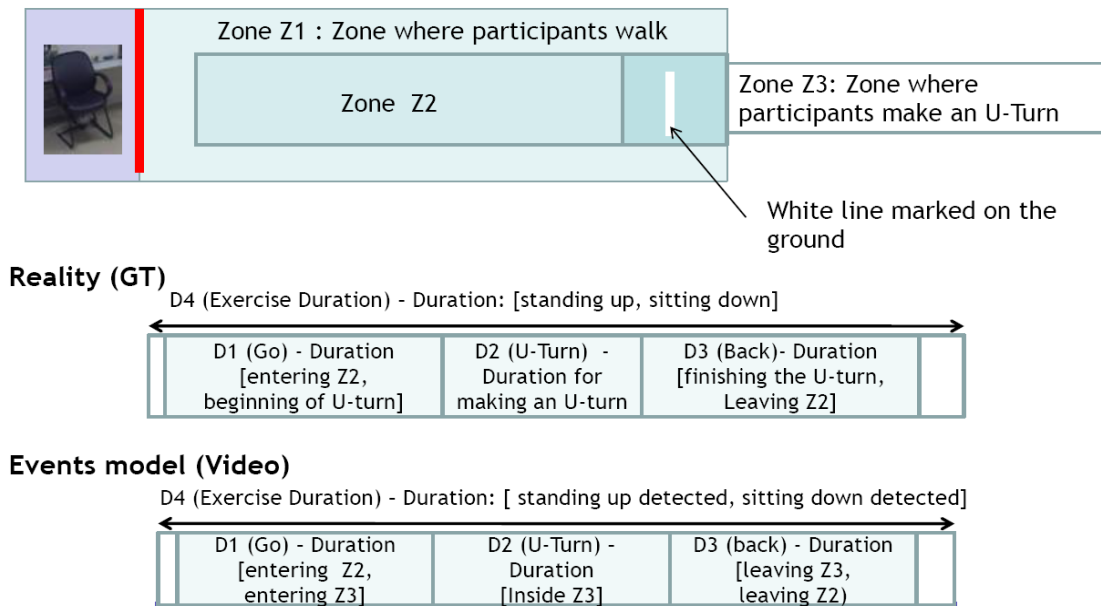 Zone Z1 : Zone where participants walk
Zone Z2
Zone Z3: Zone where
participants make an U-Turn
White line marked on the
ground
Reality (GT)
D4 (Exercise Duration) – Duration: [standing up, sitting down]
D1 (Go) - Duration
[entering Z2,
beginning of U-turn]
D2 (U-Turn) -
Duration for
making an U-turn
D3 (Back)- Duration
[finishing the U-turn,
Leaving Z2]
Events model (Video)
D4 (Exercise Duration) – Duration: [ standing up detected, sitting down detected]
D1 (Go) – Duration
[entering Z2,
entering Z3]
D2 (U-Turn) –
Duration
[Inside Z3]
D3 (back) - Duration
[leaving Z3,
leaving Z2)